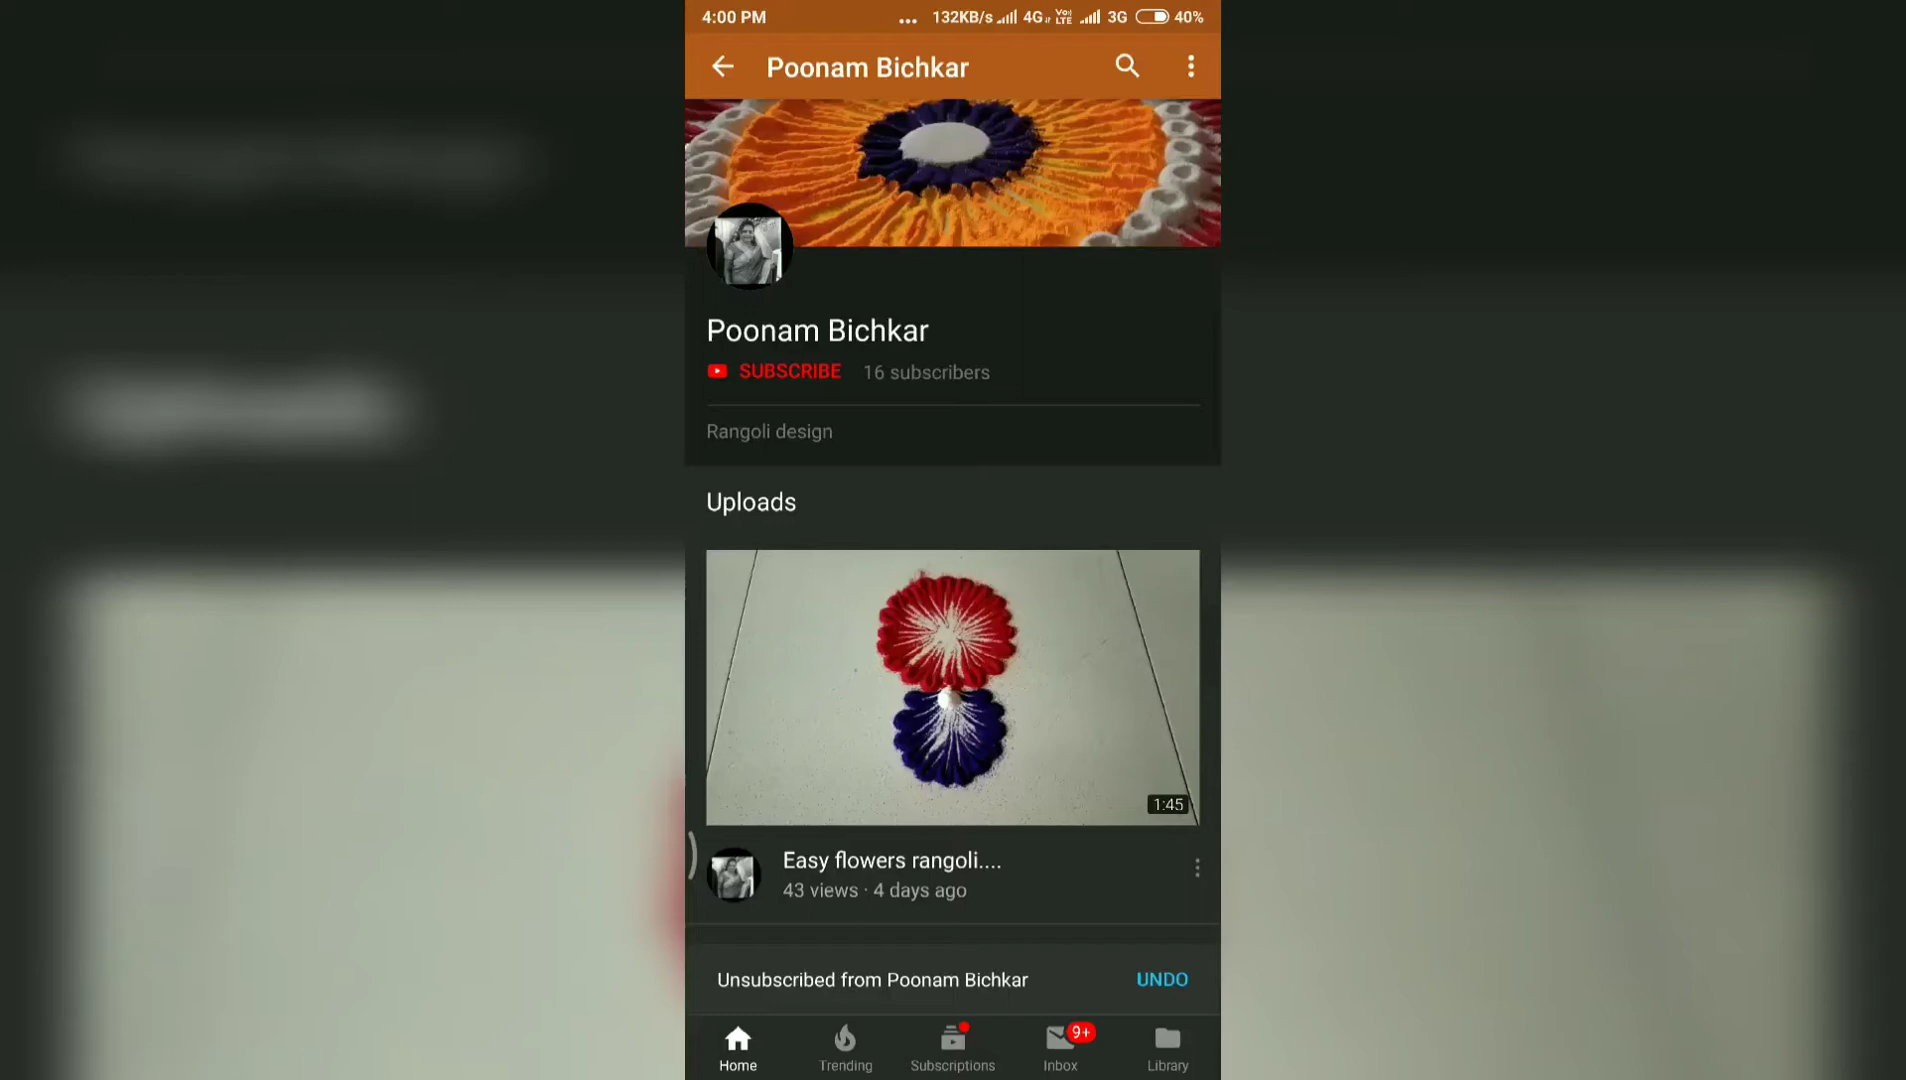 4:00 PM ... 132KB/s 4G VoLTE 3G 40%
Poonam Bichkar
Poonam Bichkar
SUBSCRIBE 16 subscribers
Rangoli design
Uploads
1:45
Easy flowers rangoli....
43 views · 4 days ago
Unsubscribed from Poonam Bichkar UNDO
9+
Home Trending Subscriptions Inbox Library